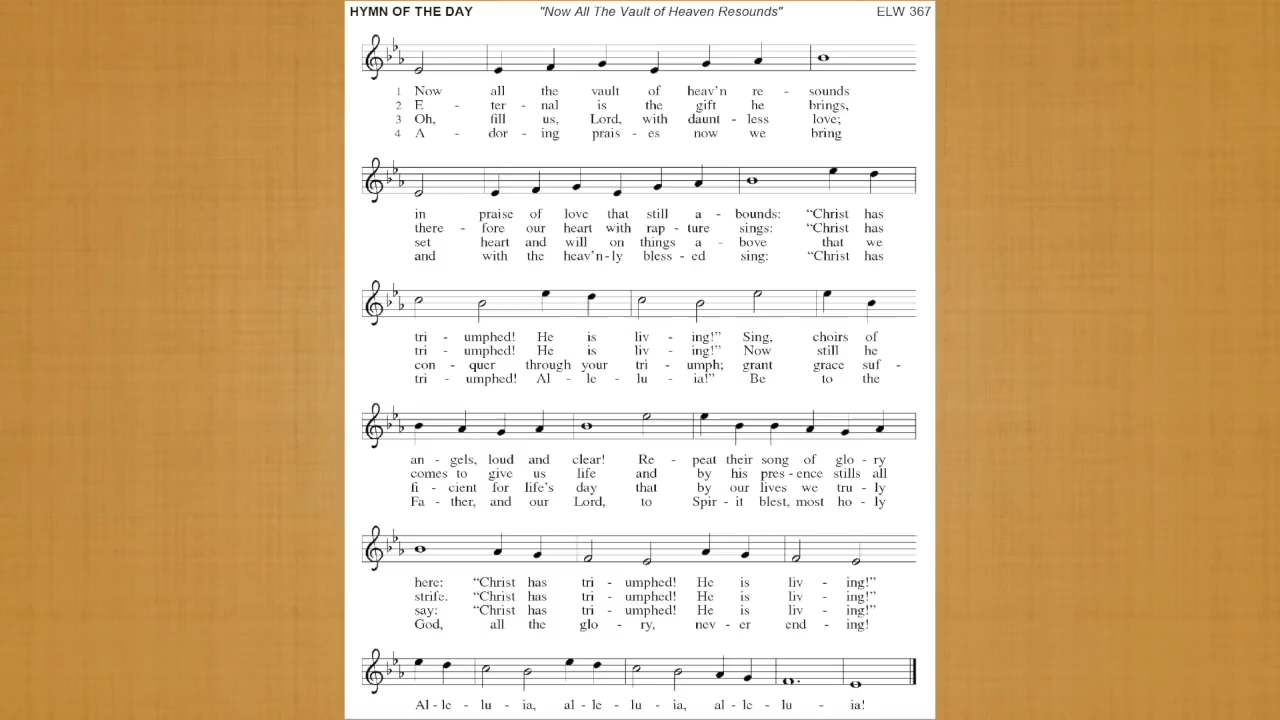 HYMN OF THE DAY "Now All The Vault of Heaven Resounds" ELW 367
1 Now all the vault of heav'n re - sounds
2 E - ter - nal is the gift he brings,
3 Oh, fill us, Lord, with daunt - less love;
4 A - dor - ing prais - es now we bring
in praise of love that still a - bounds: “Christ has
there - fore our heart with rap - ture sings: “Christ has
set heart and will on things a - bove that we
and with the heav'n - ly bless - ed sing: “Christ has
tri - umphed! He is liv - ing!” Sing, choirs of
tri - umphed! He is liv - ing!” Now still he
con - quer through your tri - umph; grant grace suf -
tri - umphed! Al - le - lu - ia!” Be to the
an - gels, loud and clear! Re - peat their song of glo - ry
comes to give us life and by his pres - ence stills all
fi - cient for life's day that by our lives we tru - ly
Fa - ther, and our Lord, to Spir - it blest, most ho - ly
here: “Christ has tri - umphed! He is liv - ing!”
strife. “Christ has tri - umphed! He is liv - ing!”
say: “Christ has tri - umphed! He is liv - ing!”
God, all the glo - ry, nev - er end - ing!
Al - le - lu - ia, al - le - lu - ia, al - le - lu - ia!